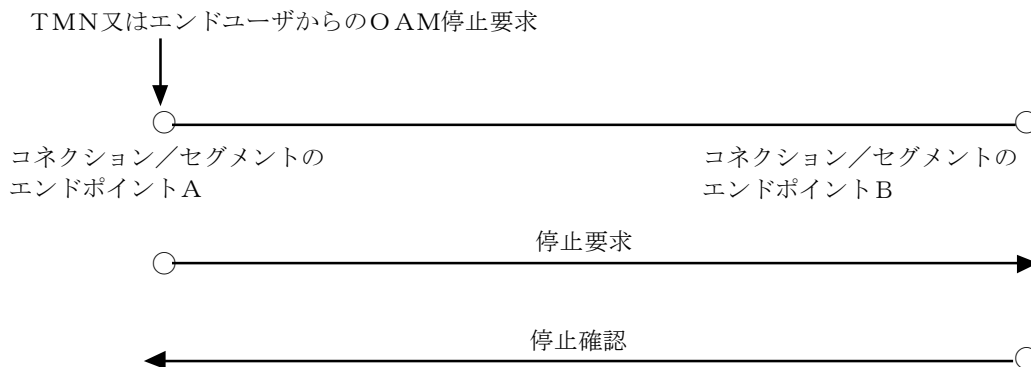 ＴＭＮ又はエンドユーザからのＯＡＭ停止要求
コネクション／セグメントの
エンドポイントＡ
コネクション／セグメントの
エンドポイントＢ
停止要求
停止確認